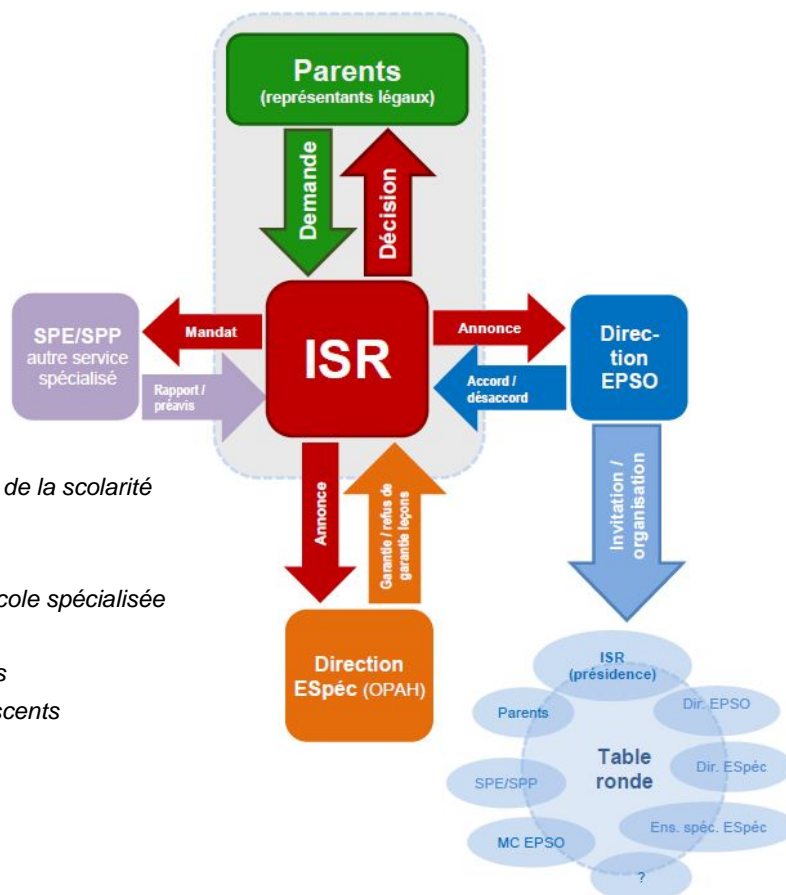 Parents
(représentants légaux)
Demande
Décision
SPE/SPP
autre service
spécialisé
Mandat
Rapport /
préavis
ISR
Annonce
Accord /
désaccord
Direc-
tion
EPSO
de la scolarité
cole spécialisée
s
scents
Annonce
Garantie / refus de
garantie leçons
Invitation /
organisation
Direction
ESpéc (OPAH)
ISR
(présidence)
Parents
Dir. EPSO
Table
ronde
SPE/SPP
Dir. ESpéc
MC EPSO
Ens. spéc. ESpéc
?